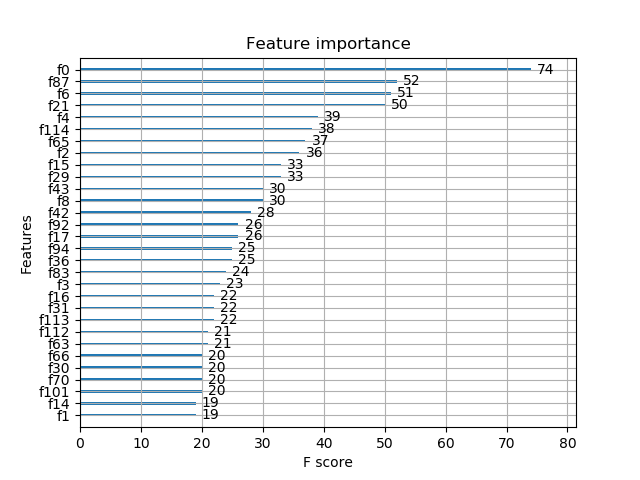 Feature importance
f0 74
f87 52
f6 51
f21 50
f4 39
f114 38
f65 37
f2 36
f15 33
f29 33
f43 30
f8 30
f42 28
f92 26
f17 26
f94 25
f36 25
f83 24
f3 23
f16 22
f31 22
f113 22
f112 21
f63 21
f66 20
f30 20
f70 20
f101 20
f14 19
f1 19
Features
0 10 20 30 40 50 60 70 80
F score